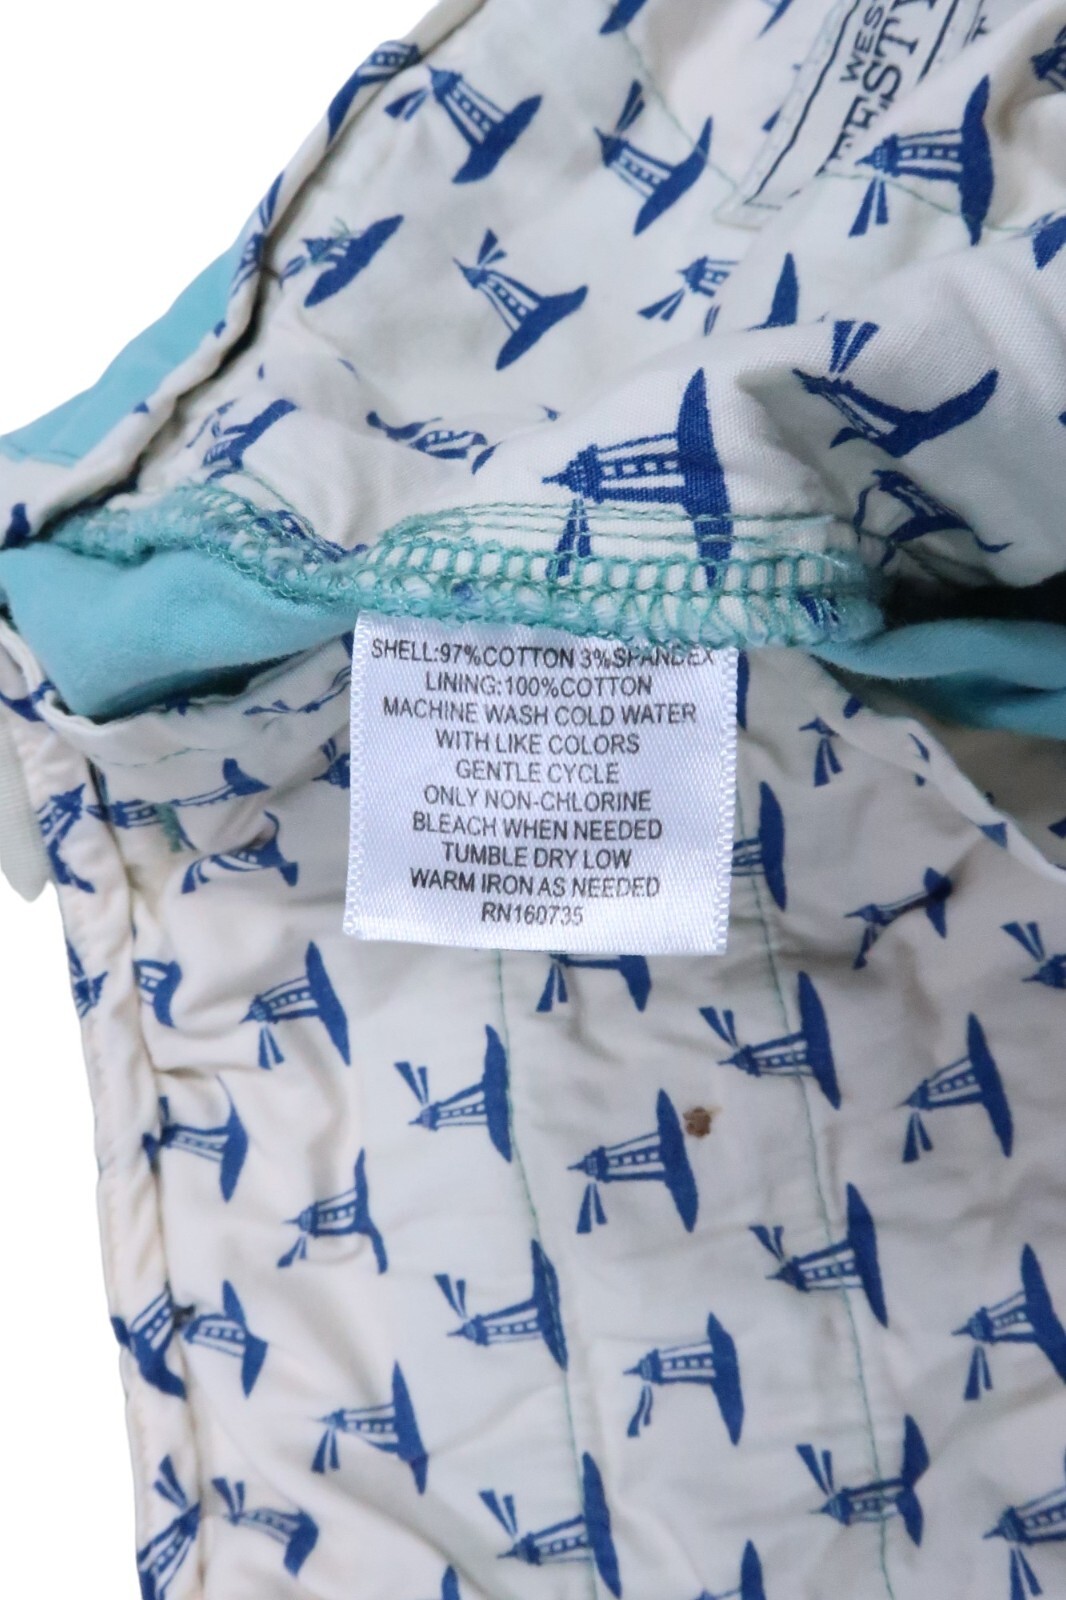 WES
SHELL:97%COTTON 3%SPANDEX
LINING:100%COTTON
MACHINE WASH COLD WATER
WITH LIKE COLORS
GENTLE CYCLE
ONLY NON-CHLORINE
BLEACH WHEN NEEDED
TUMBLE DRY LOW
WARM IRON AS NEEDED
RN160735